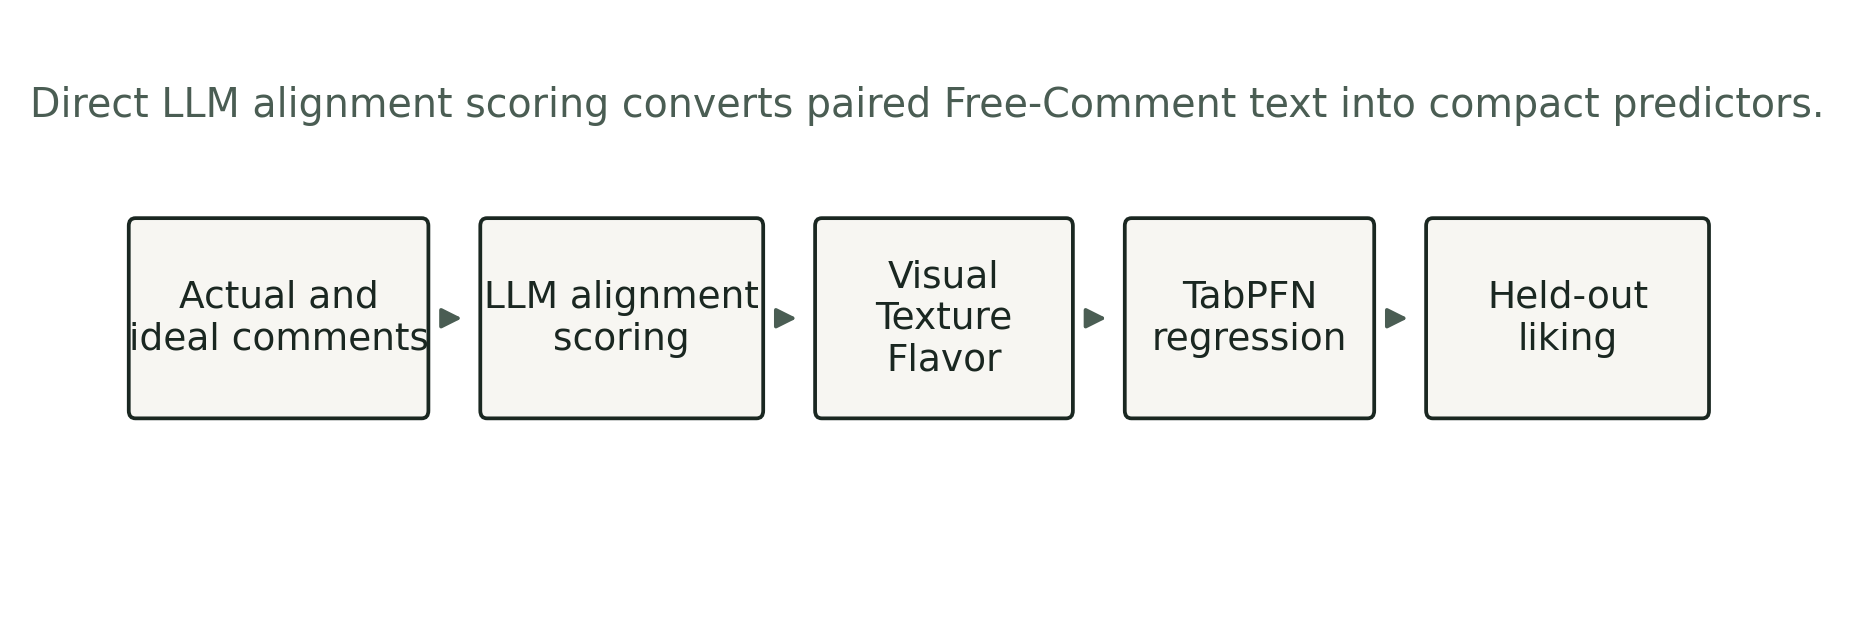 Direct LLM alignment scoring converts paired Free-Comment text into compact predictors.
Actual and
ideal comments
LLM alignment
scoring
Visual
Texture
Flavor
TabPFN
regression
Held-out
liking